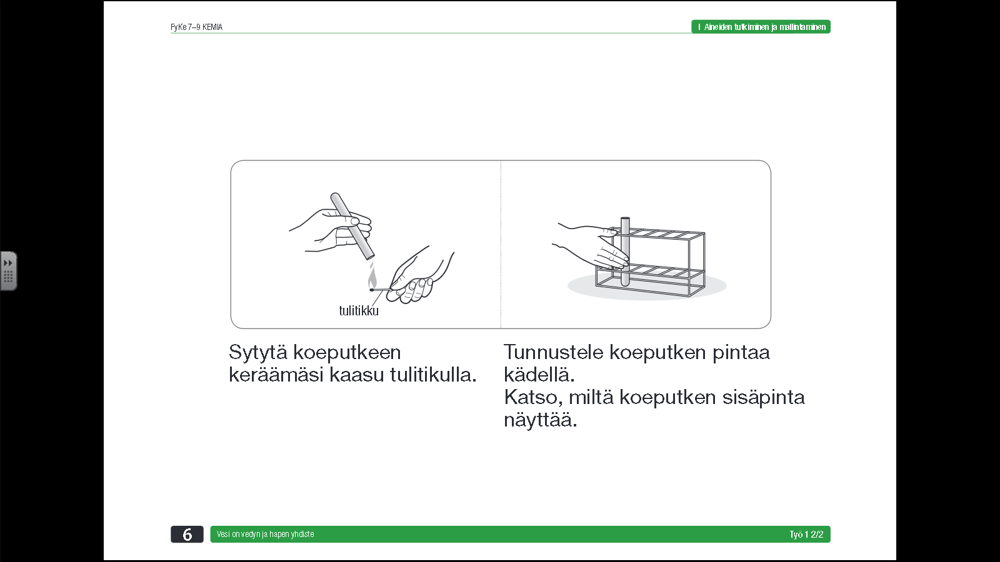 FyKe 7–9 KEMIA
I Aineiden tutkiminen ja mallintaminen
tulitikku
Sytytä koeputkeen
keräämäsi kaasu tulitikulla.
Tunnustele koeputken pintaa
kädellä.
Katso, miltä koeputken sisäpinta
näyttää.
6
Vesi on vedyn ja hapen yhdiste
Työ 1 2/2